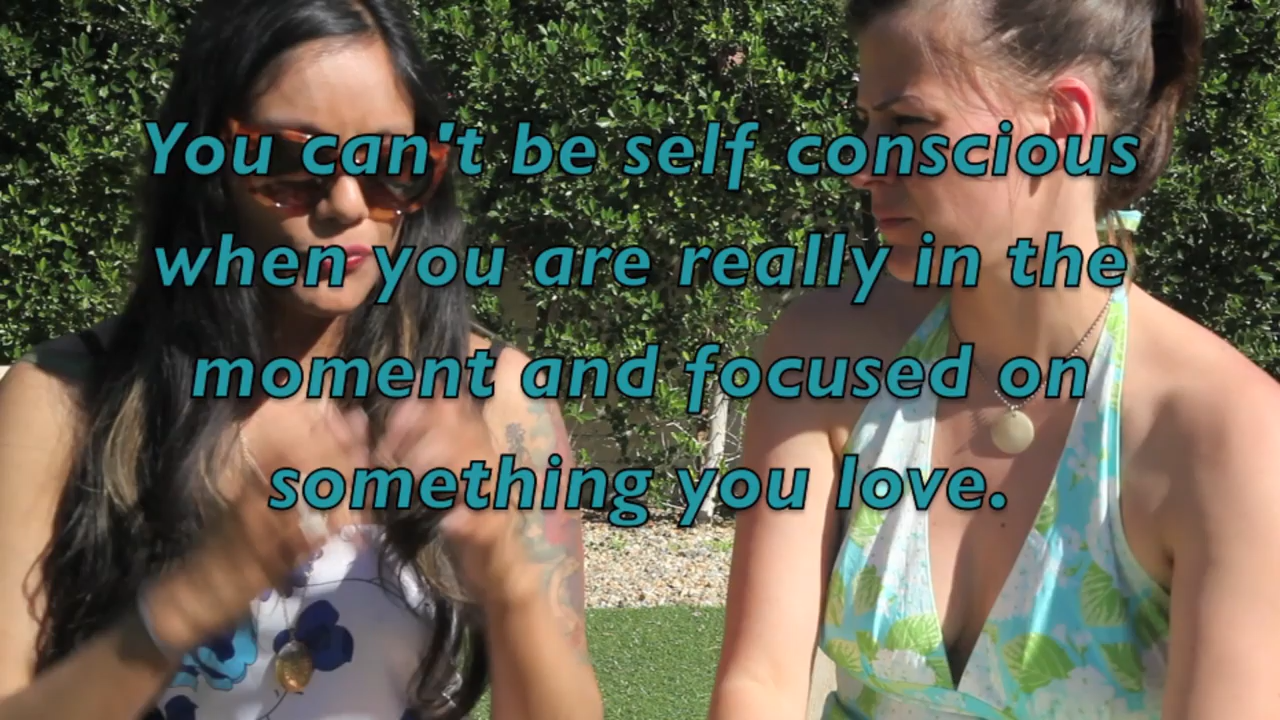 You can't be self conscious
when you are really in the
moment and focused on
something you love.